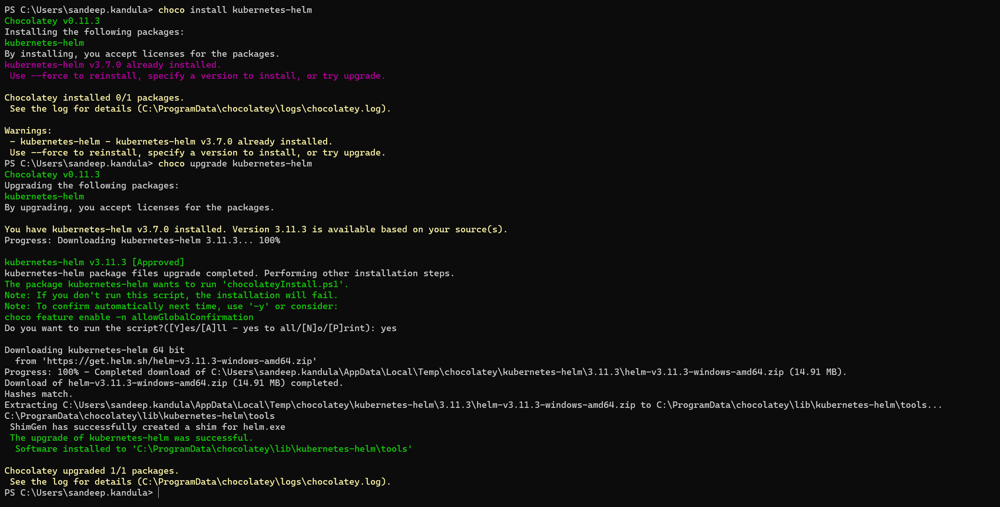 PS C:\Users\sandeep.kandula> choco install kubernetes-helm
Chocolatey v0.11.3
Installing the following packages:
kubernetes-helm
By installing, you accept licenses for the packages.
kubernetes-helm v3.7.0 already installed.
 Use --force to reinstall, specify a version to install, or try upgrade.

Chocolatey installed 0/1 packages.
 See the log for details (C:\ProgramData\chocolatey\logs\chocolatey.log).

Warnings:
 - kubernetes-helm - kubernetes-helm v3.7.0 already installed.
 Use --force to reinstall, specify a version to install, or try upgrade.
PS C:\Users\sandeep.kandula> choco upgrade kubernetes-helm
Chocolatey v0.11.3
Upgrading the following packages:
kubernetes-helm
By upgrading, you accept licenses for the packages.

You have kubernetes-helm v3.7.0 installed. Version 3.11.3 is available based on your source(s).
Progress: Downloading kubernetes-helm 3.11.3... 100%

kubernetes-helm v3.11.3 [Approved]
kubernetes-helm package files upgrade completed. Performing other installation steps.
The package kubernetes-helm wants to run 'chocolateyInstall.ps1'.
Note: If you don't run this script, the installation will fail.
Note: To confirm automatically next time, use '-y' or consider:
choco feature enable -n allowGlobalConfirmation
Do you want to run the script?([Y]es/[A]ll - yes to all/[N]o/[P]rint): yes

Downloading kubernetes-helm 64 bit
  from 'https://get.helm.sh/helm-v3.11.3-windows-amd64.zip'
Progress: 100% - Completed download of C:\Users\sandeep.kandula\AppData\Local\Temp\chocolatey\kubernetes-helm\3.11.3\helm-v3.11.3-windows-amd64.zip (14.91 MB).
Download of helm-v3.11.3-windows-amd64.zip (14.91 MB) completed.
Hashes match.
Extracting C:\Users\sandeep.kandula\AppData\Local\Temp\chocolatey\kubernetes-helm\3.11.3\helm-v3.11.3-windows-amd64.zip to C:\ProgramData\chocolatey\lib\kubernetes-helm\tools...
C:\ProgramData\chocolatey\lib\kubernetes-helm\tools
 ShimGen has successfully created a shim for helm.exe
 The upgrade of kubernetes-helm was successful.
  Software installed to 'C:\ProgramData\chocolatey\lib\kubernetes-helm\tools'

Chocolatey upgraded 1/1 packages.
 See the log for details (C:\ProgramData\chocolatey\logs\chocolatey.log).
PS C:\Users\sandeep.kandula>